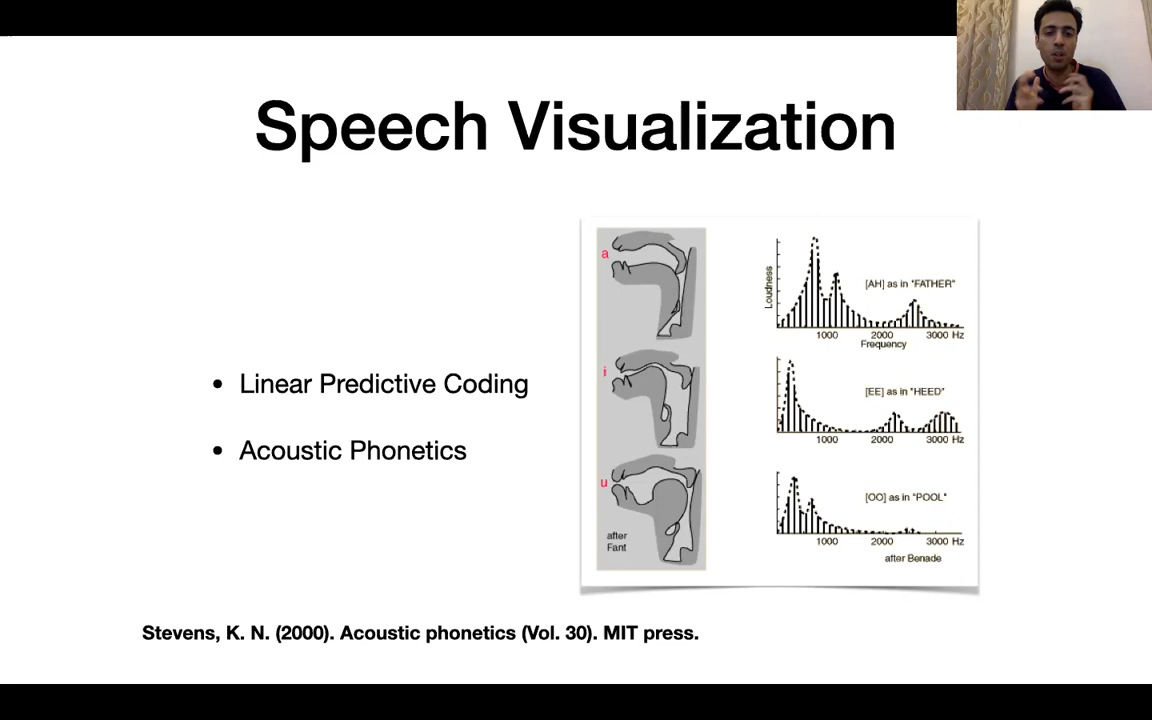 Speech Visualization
• Linear Predictive Coding
• Acoustic Phonetics
a
i
u
after
Fant
Loudness
[AH] as in "FATHER"
1000 2000 3000 Hz
Frequency
[EE] as in "HEED"
1000 2000 3000 Hz
[OO] as in "POOL"
1000 2000 3000 Hz
after Benade
Stevens, K. N. (2000). Acoustic phonetics (Vol. 30). MIT press.